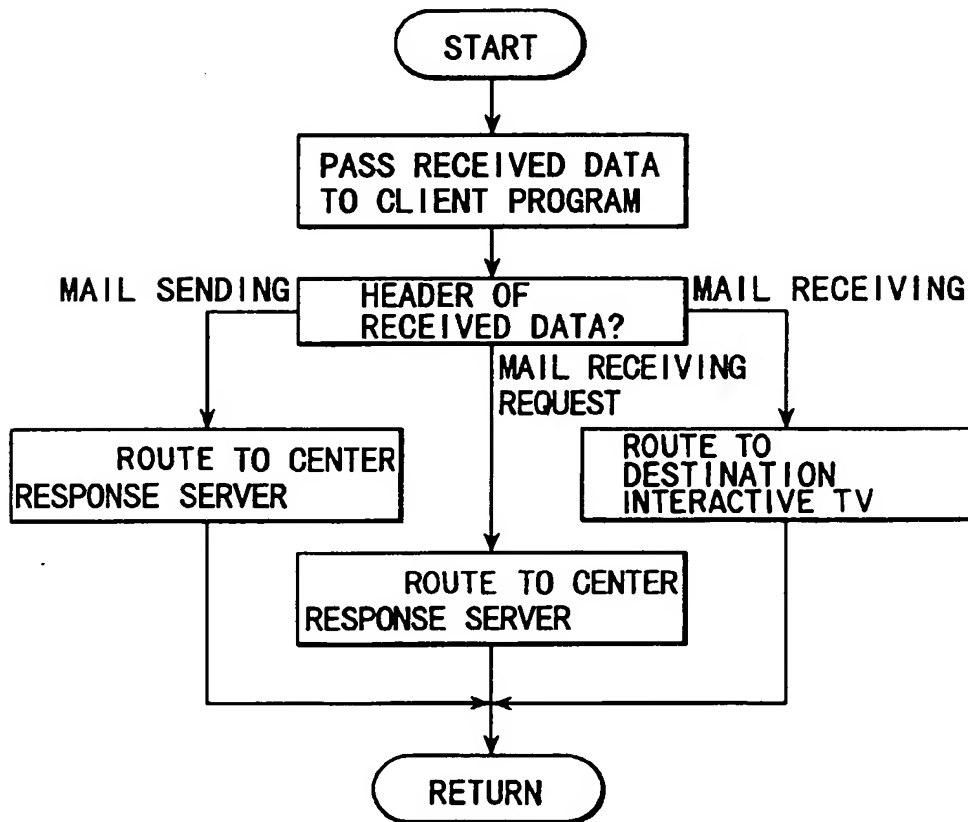 START
PASS RECEIVED DATA
TO CLIENT PROGRAM
MAIL SENDING
HEADER OF
RECEIVED DATA?
MAIL RECEIVING
MAIL RECEIVING
REQUEST
ROUTE TO CENTER
RESPONSE SERVER
ROUTE TO
DESTINATION
INTERACTIVE TV
ROUTE TO CENTER
RESPONSE SERVER
RETURN